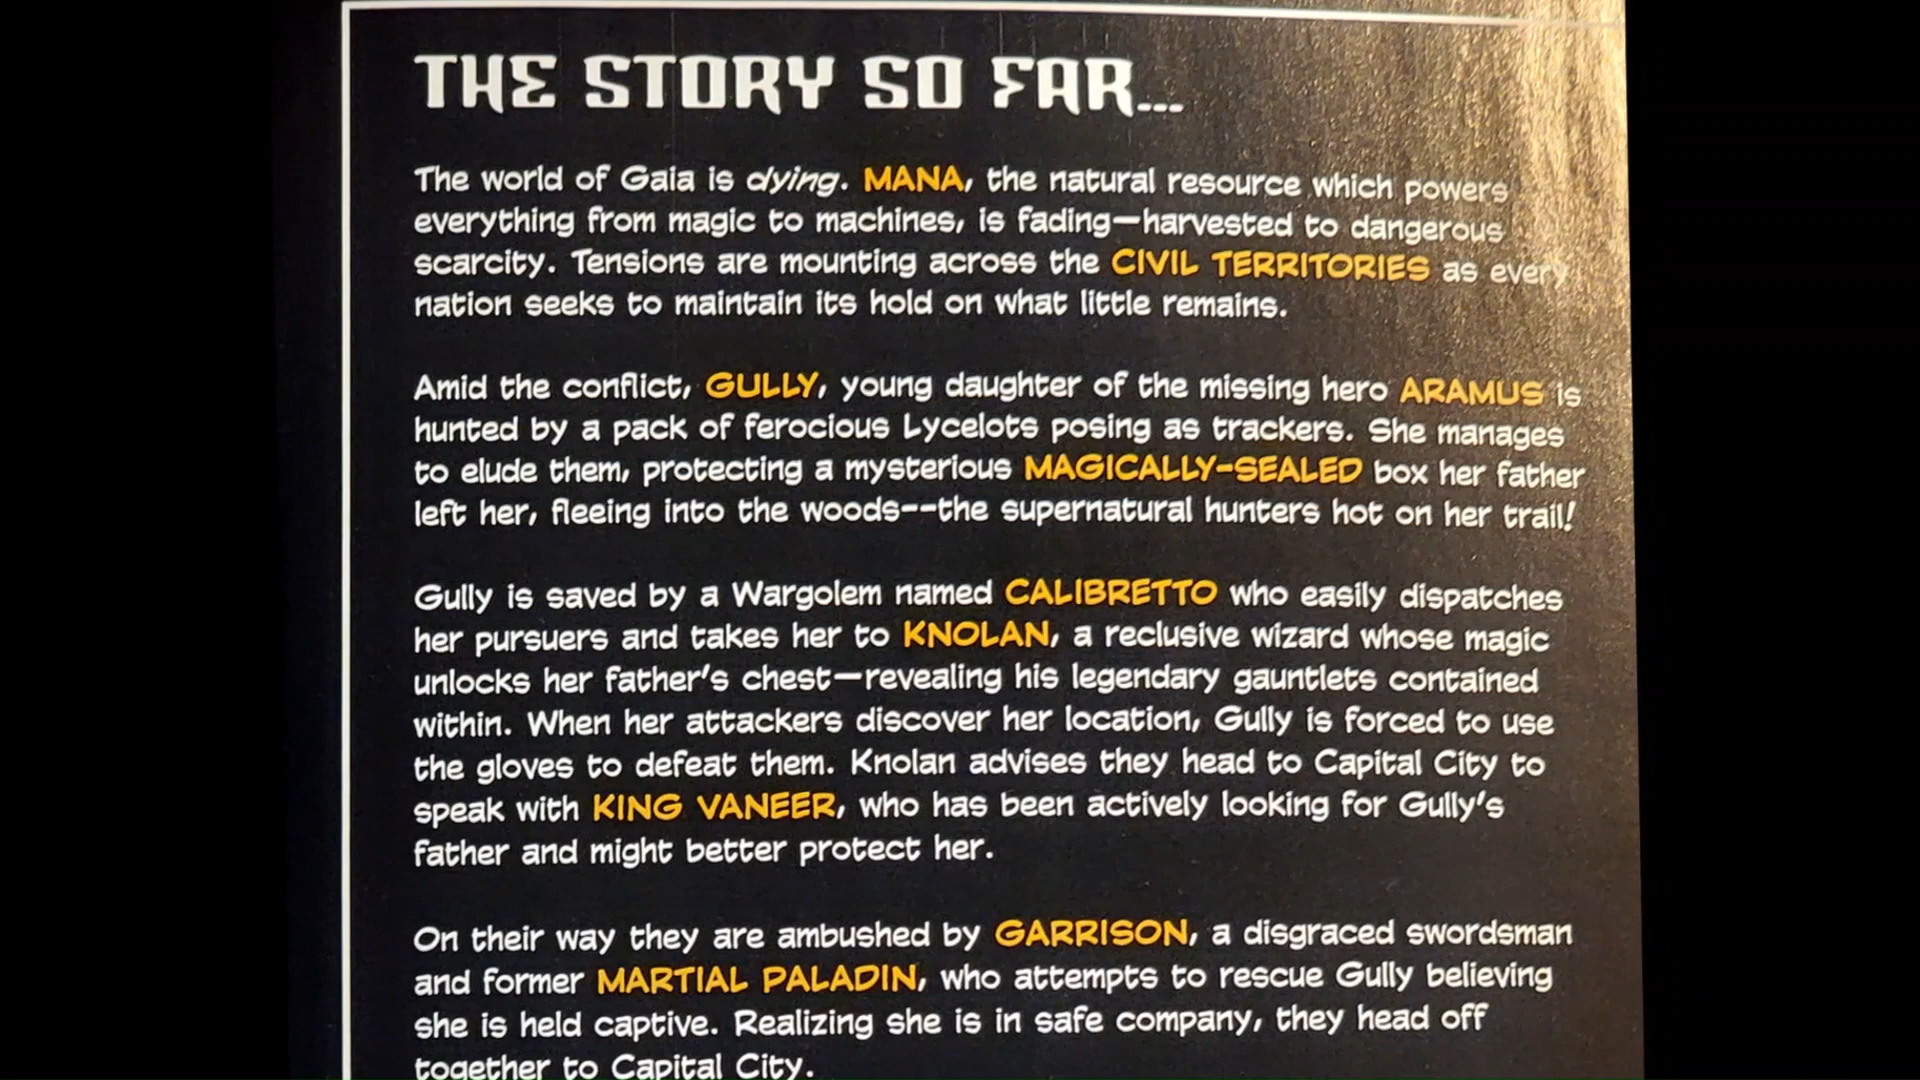 THE STORY SO FAR...
The world of Gaia is dying. MANA, the natural resource which powers
everything from magic to machines, is fading—harvested to dangerous
scarcity. Tensions are mounting across the CIVIL TERRITORIES as every
nation seeks to maintain its hold on what little remains.
Amid the conflict, GULLY, young daughter of the missing hero ARAMUS is
hunted by a pack of ferocious Lycelots posing as trackers. She manages
to elude them, protecting a mysterious MAGICALLY-SEALED box her father
left her, fleeing into the woods--the supernatural hunters hot on her trail!
Gully is saved by a Wargolem named CALIBRETTO who easily dispatches
her pursuers and takes her to KNOLAN, a reclusive wizard whose magic
unlocks her father's chest—revealing his legendary gauntlets contained
within. When her attackers discover her location, Gully is forced to use
the gloves to defeat them. Knolan advises they head to Capital City to
speak with KING VANEER, who has been actively looking for Gully's
father and might better protect her.
On their way they are ambushed by GARRISON, a disgraced swordsman
and former MARTIAL PALADIN, who attempts to rescue Gully believing
she is held captive. Realizing she is in safe company, they head off
together to Capital City.